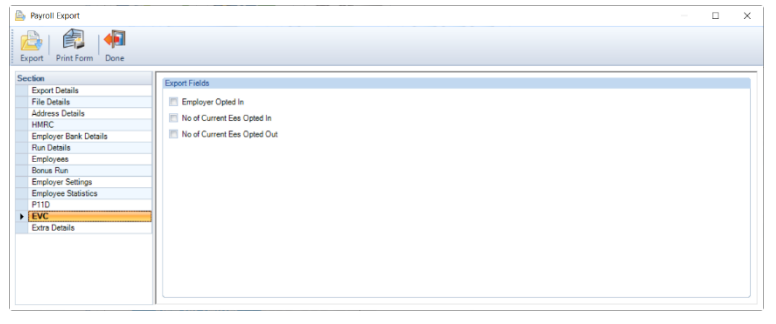 Payroll Export
Export Print Form Done
Section
Export Details
File Details
Address Details
HMRC
Employer Bank Details
Run Details
Employees
Bonus Run
Employer Settings
Employee Statistics
P11D
EVC
Extra Details
Export Fields
Employer Opted In
No of Current Ees Opted In
No of Current Ees Opted Out